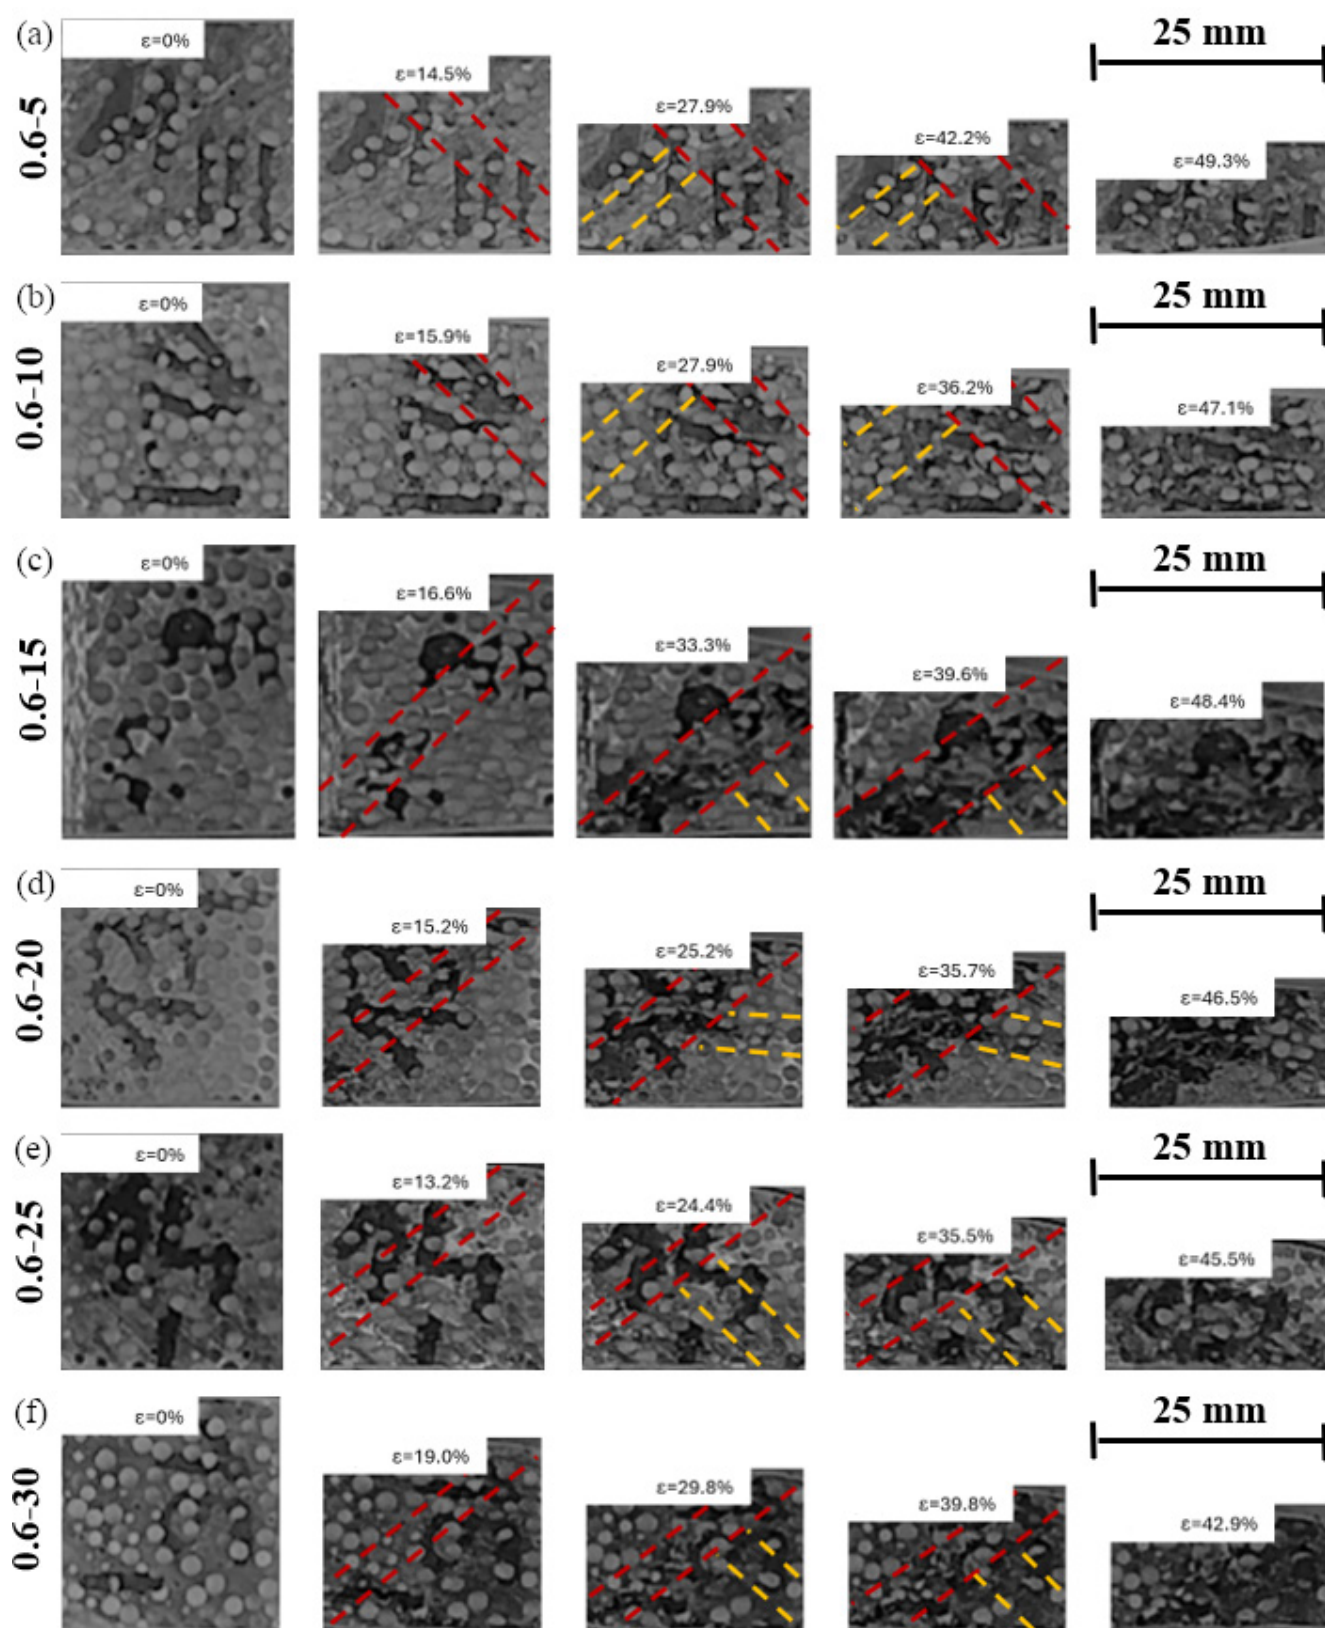 (a)
0.6-5
ε=0%
ε=14.5%
ε=27.9%
ε=42.2%
ε=49.3%
25 mm
(b)
0.6-10
ε=0%
ε=15.9%
ε=27.9%
ε=36.2%
ε=47.1%
25 mm
(c)
0.6-15
ε=0%
ε=16.6%
ε=33.3%
ε=39.6%
ε=48.4%
25 mm
(d)
0.6-20
ε=0%
ε=15.2%
ε=25.2%
ε=35.7%
ε=46.5%
25 mm
(e)
0.6-25
ε=0%
ε=13.2%
ε=24.4%
ε=35.5%
ε=45.5%
25 mm
(f)
0.6-30
ε=0%
ε=19.0%
ε=29.8%
ε=39.8%
ε=42.9%
25 mm